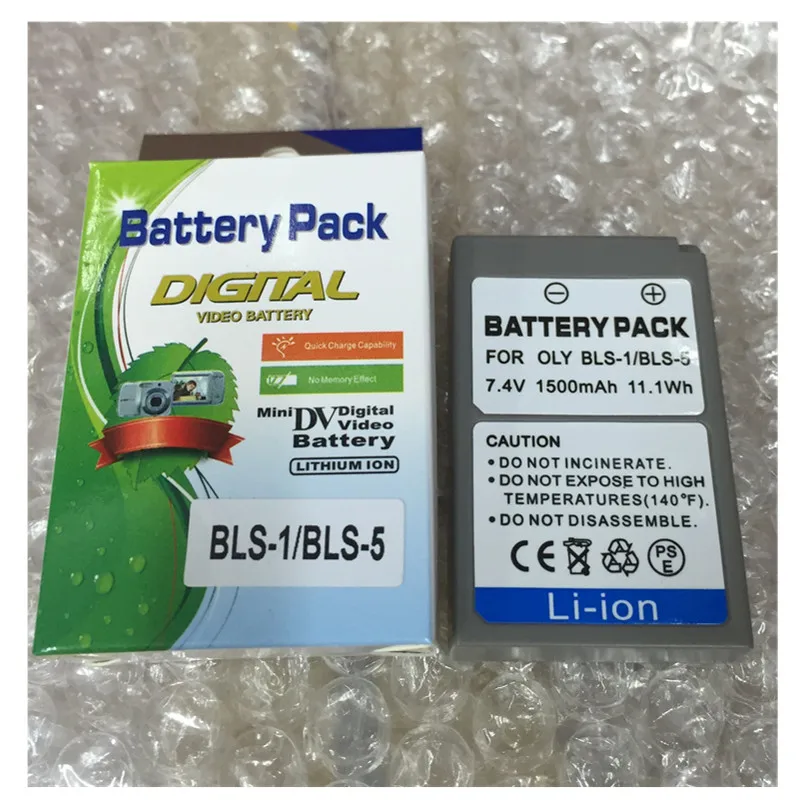 Battery Pack
DIGITAL
VIDEO BATTERY
Quick Charge Capability
No Memory Effect
Mini DV Digital
Video
Battery
LITHIUM ION
BLS-1/BLS-5
BATTERY PACK
FOR OLY BLS-1/BLS-5
7.4V 1500mAh 11.1Wh
CAUTION
• DO NOT INCINERATE.
• DO NOT EXPOSE TO HIGH
TEMPERATURES(140°F).
• DO NOT DISASSEMBLE.
CE PSE
Li-ion